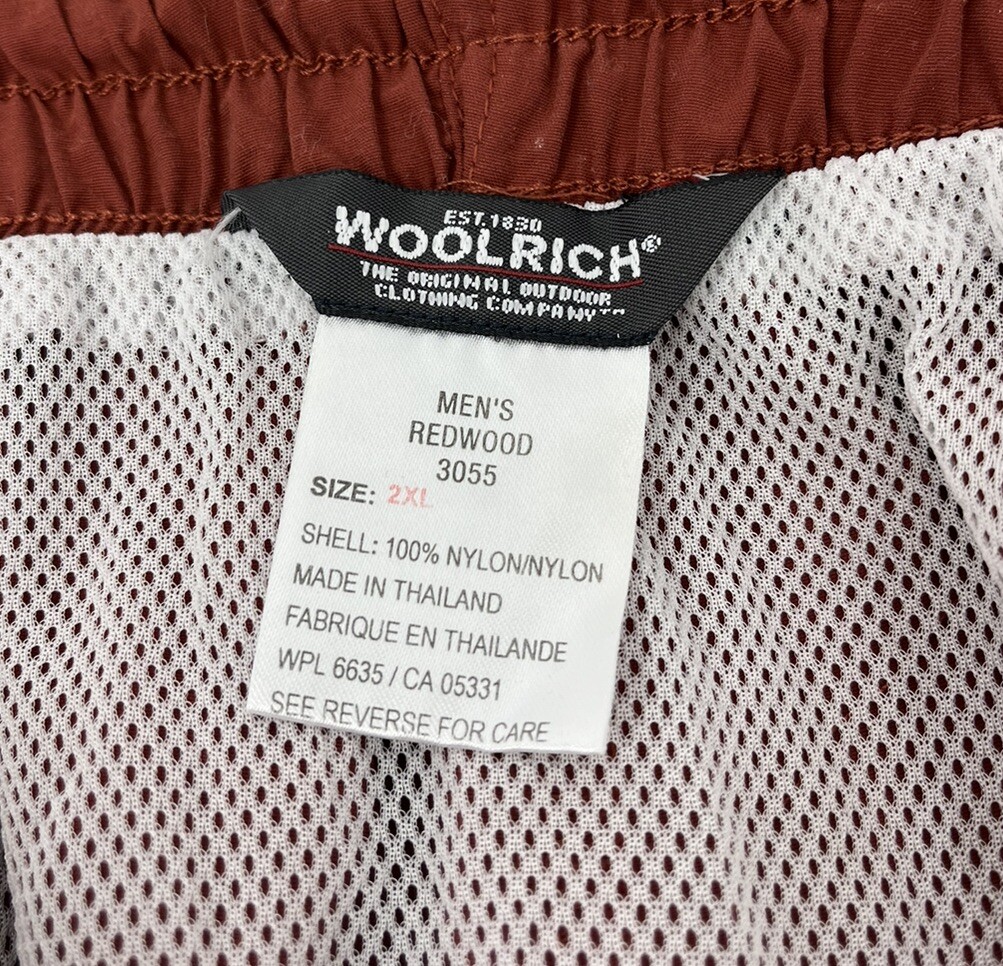 EST.1830
WOOLRICH®
THE ORIGINAL OUTDOOR
CLOTHING COMPANY™
MEN'S
REDWOOD
3055
SIZE: 2XL
SHELL: 100% NYLON/NYLON
MADE IN THAILAND
FABRIQUE EN THAILANDE
WPL 6635 / CA 05331
SEE REVERSE FOR CARE